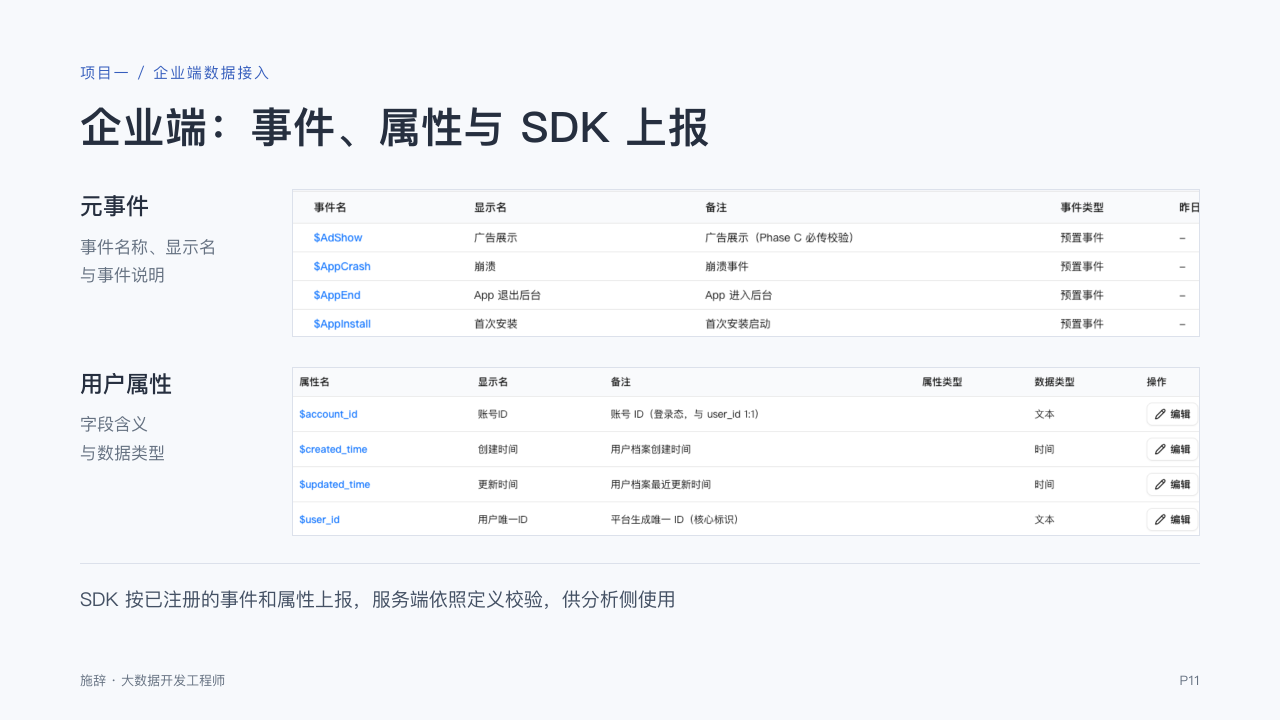 项目一 / 企业端数据接入
企业端：事件、属性与 SDK 上报
元事件
事件名称、显示名
与事件说明
事件名 显示名 备注 事件类型 昨日
$AdShow 广告展示 广告展示（Phase C 必传校验） 预置事件 –
$AppCrash 崩溃 崩溃事件 预置事件 –
$AppEnd App 退出后台 App 进入后台 预置事件 –
$AppInstall 首次安装 首次安装启动 预置事件 –
用户属性
字段含义
与数据类型
属性名 显示名 备注 属性类型 数据类型 操作
$account_id 账号ID 账号 ID（登录态，与 user_id 1:1） 文本 编辑
$created_time 创建时间 用户档案创建时间 时间 编辑
$updated_time 更新时间 用户档案最近更新时间 时间 编辑
$user_id 用户唯一ID 平台生成唯一 ID（核心标识） 文本 编辑
SDK 按已注册的事件和属性上报，服务端依照定义校验，供分析侧使用
施辞 · 大数据开发工程师
P11